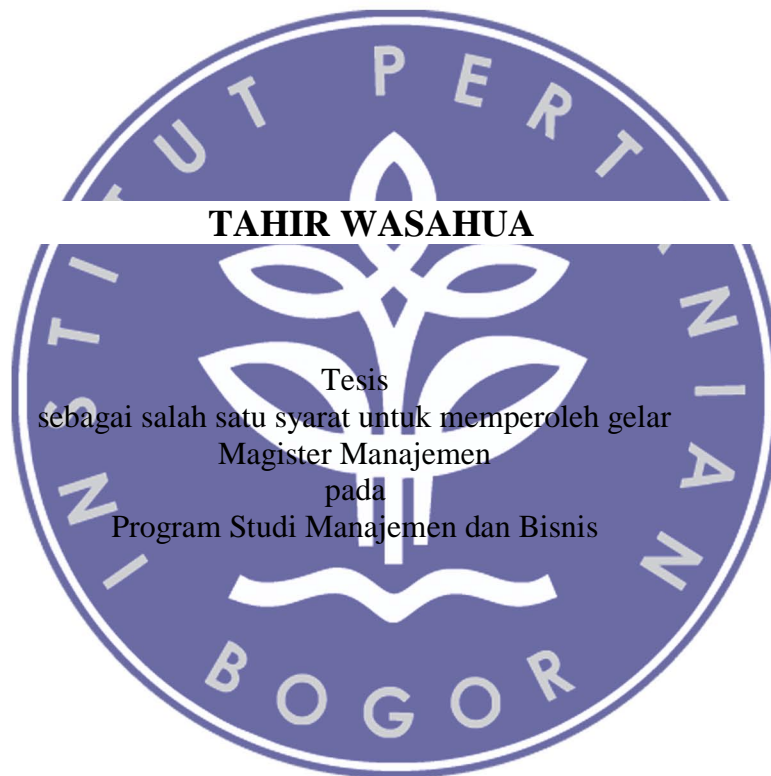 INSTITUT PERTANIAN
TAHIR WASAHUA
Tesis
sebagai salah satu syarat untuk memperoleh gelar
Magister Manajemen
pada
Program Studi Manajemen dan Bisnis
BOGOR